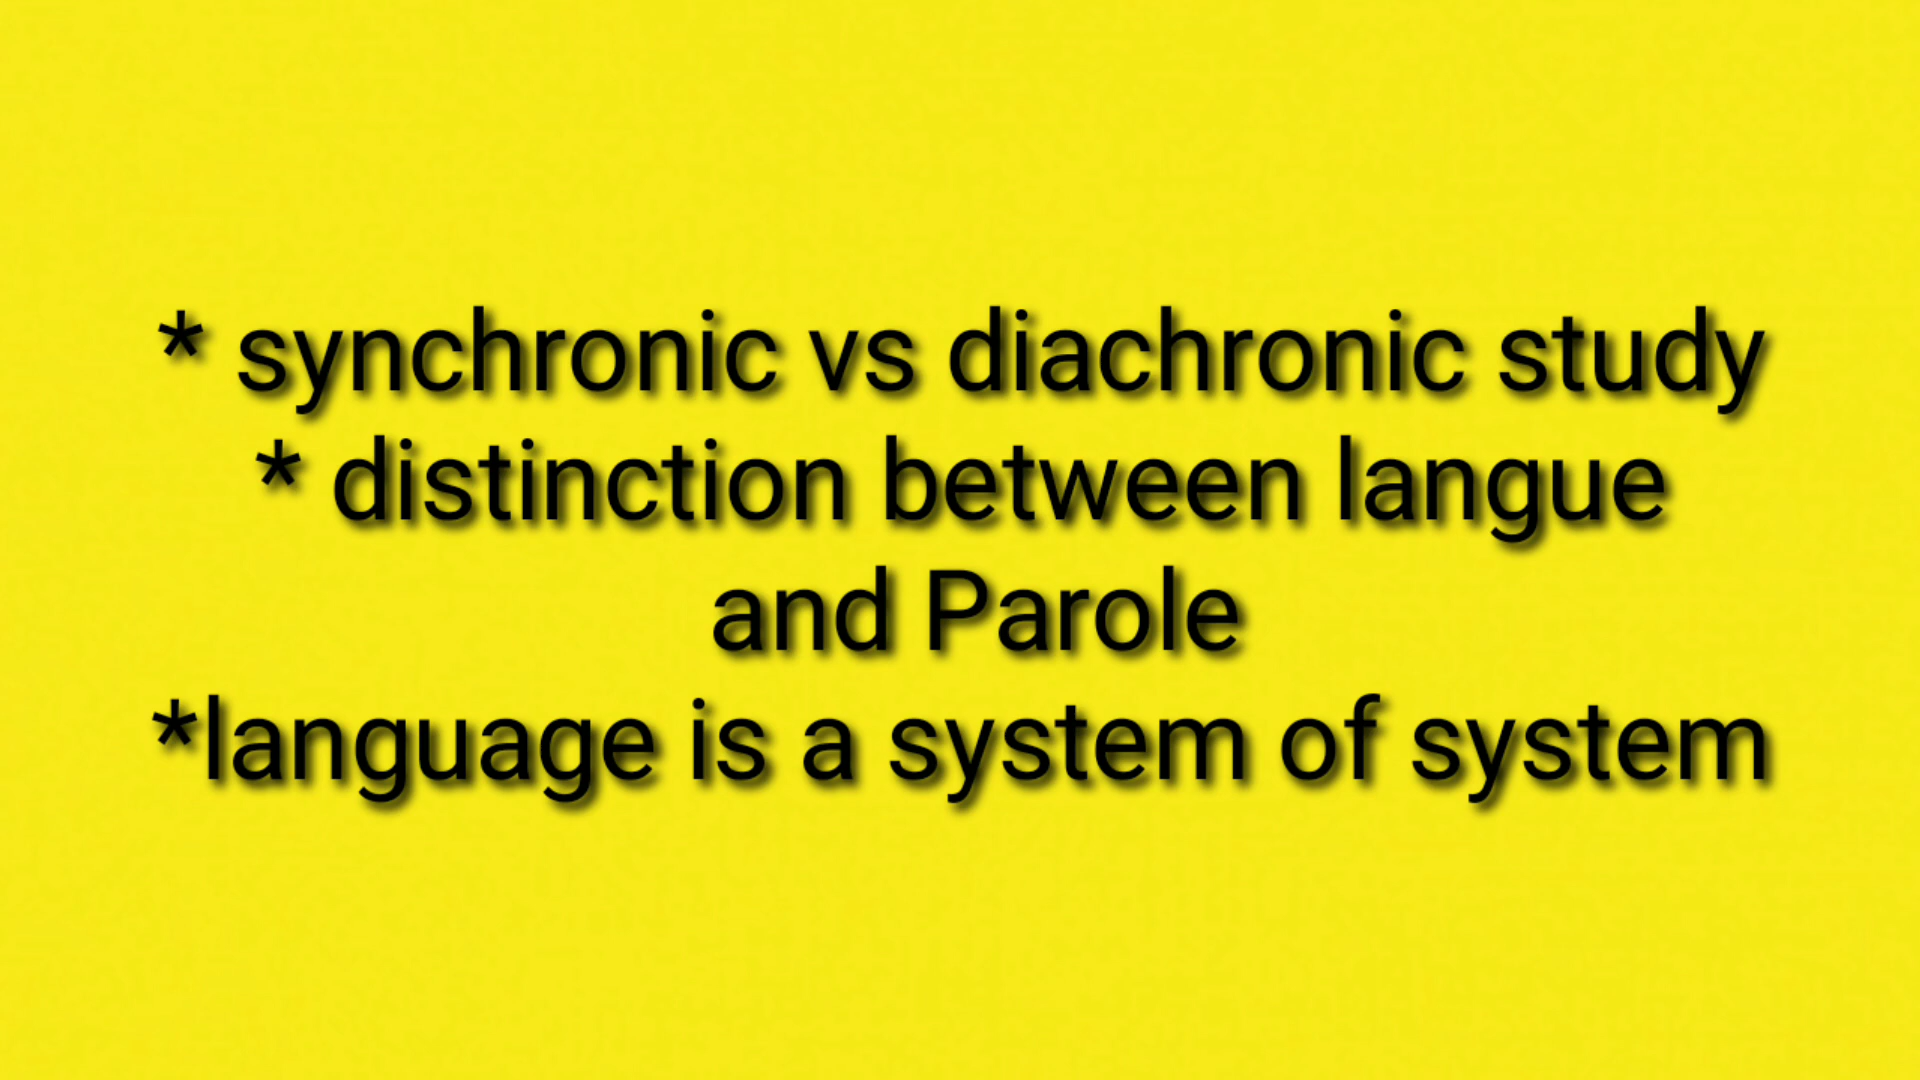 * synchronic vs diachronic study
* distinction between langue
and Parole
*language is a system of system